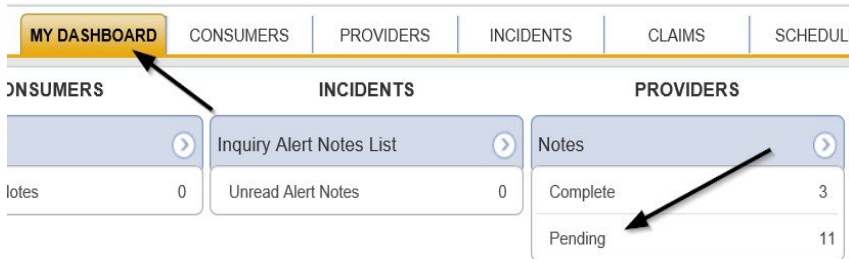 MY DASHBOARD CONSUMERS PROVIDERS INCIDENTS CLAIMS SCHEDUL
ONSUMERS INCIDENTS PROVIDERS
Inquiry Alert Notes List Notes
lotes 0 Unread Alert Notes 0 Complete 3
Pending 11